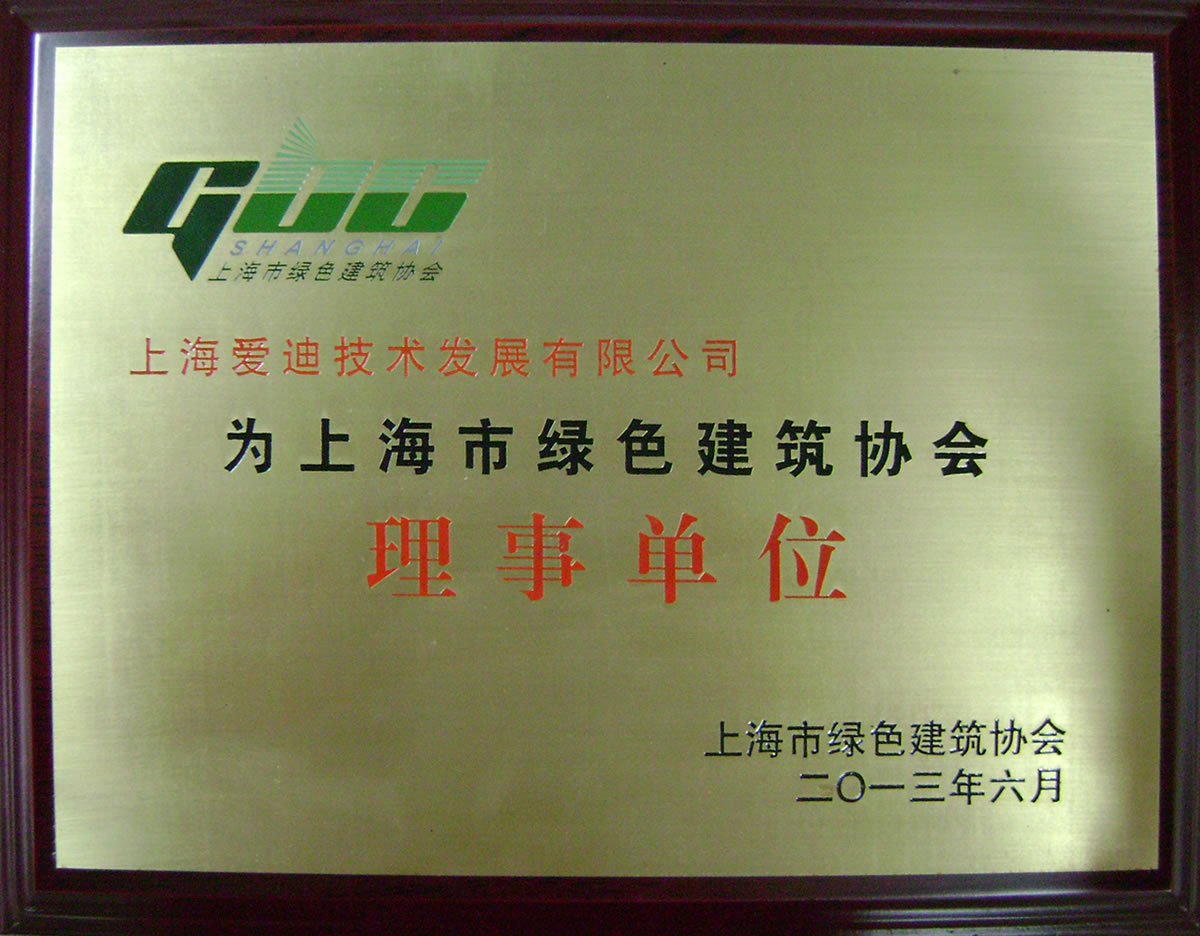 SHANGHAI
上海市绿色建筑协会
上海爱迪技术发展有限公司
为上海市绿色建筑协会
理事单位
上海市绿色建筑协会
二〇一三年六月